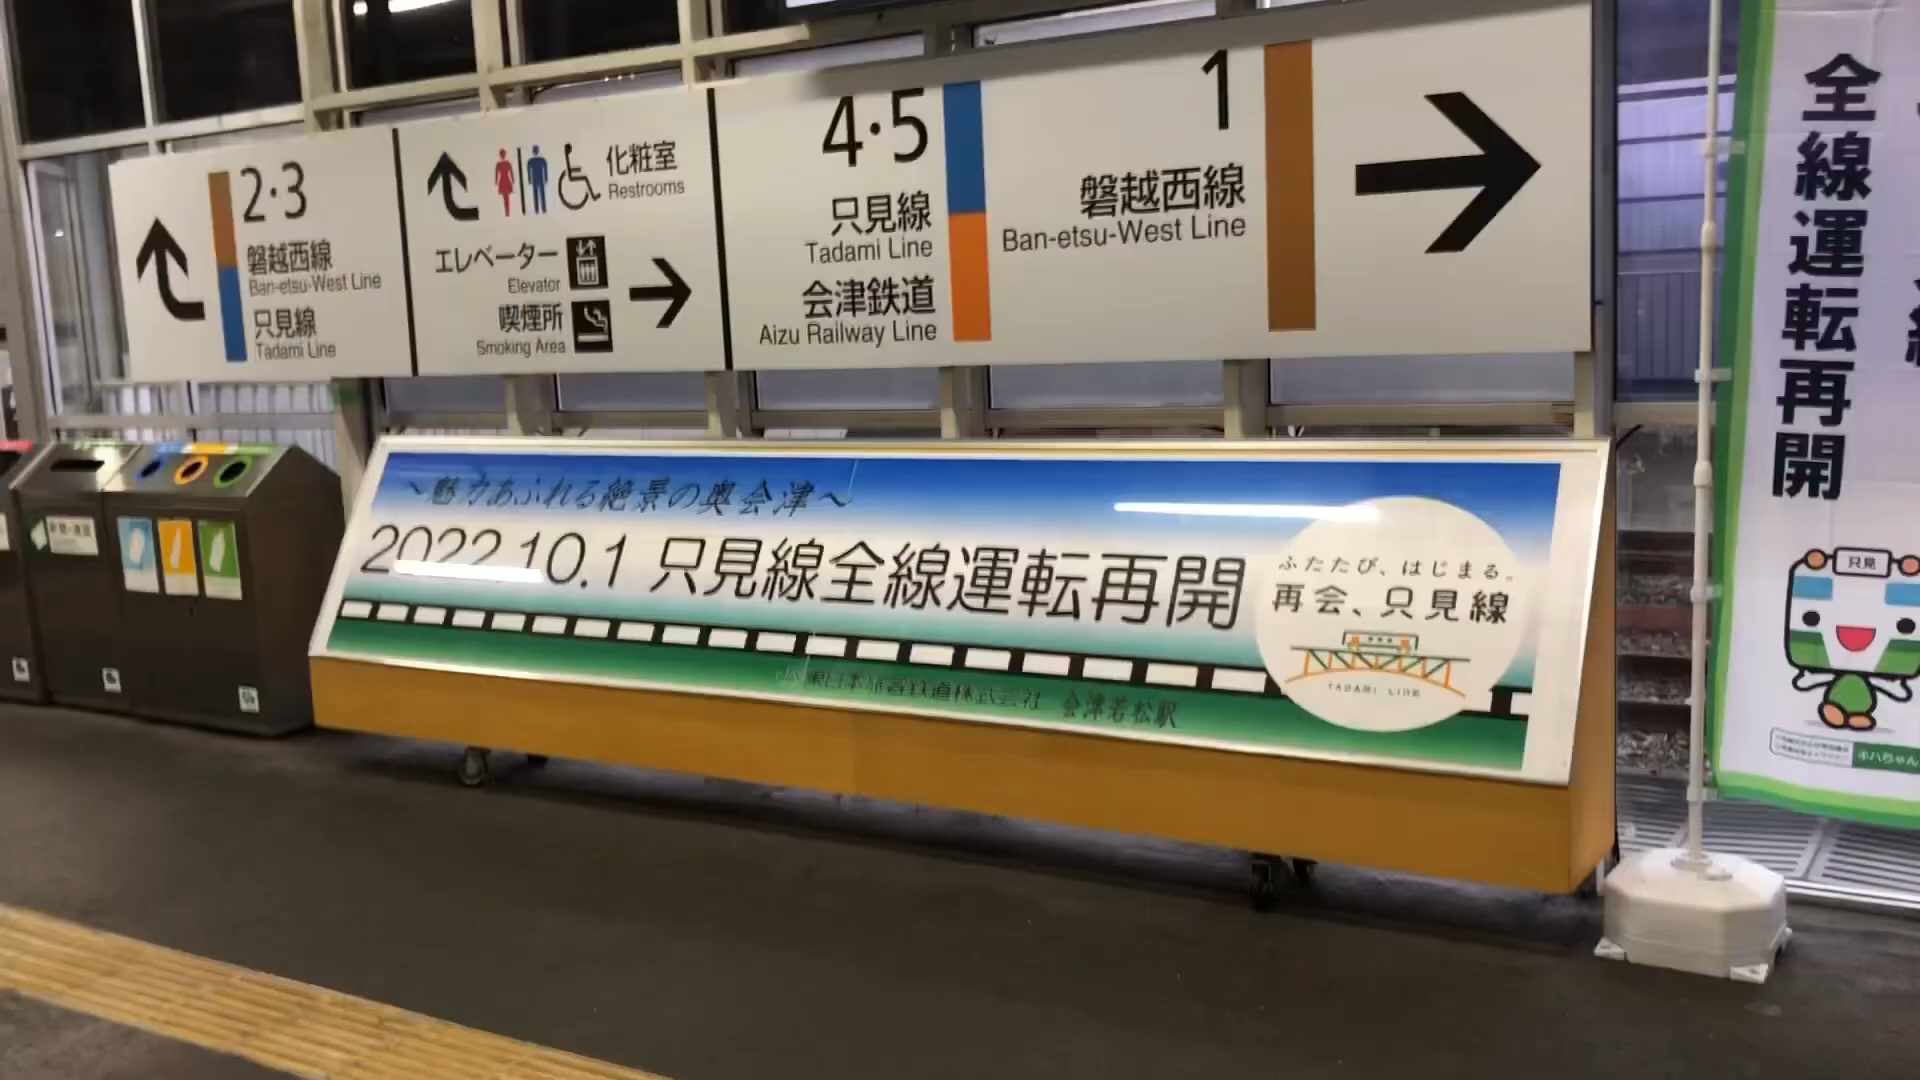 2・3
磐越西線
Ban-etsu-West Line
只見線
Tadami Line
化粧室
Restrooms
エレベーター
Elevator
喫煙所
Smoking Area
4・5
只見線
Tadami Line
会津鉄道
Aizu Railway Line
1
磐越西線
Ban-etsu-West Line
～魅力あふれる絶景の奥会津～
2022.10.1 只見線全線運転再開
ふたたび、はじまる。
再会、只見線
TADAMI LINE
JR東日本旅客鉄道株式会社 会津若松駅
全線運転再開
只見